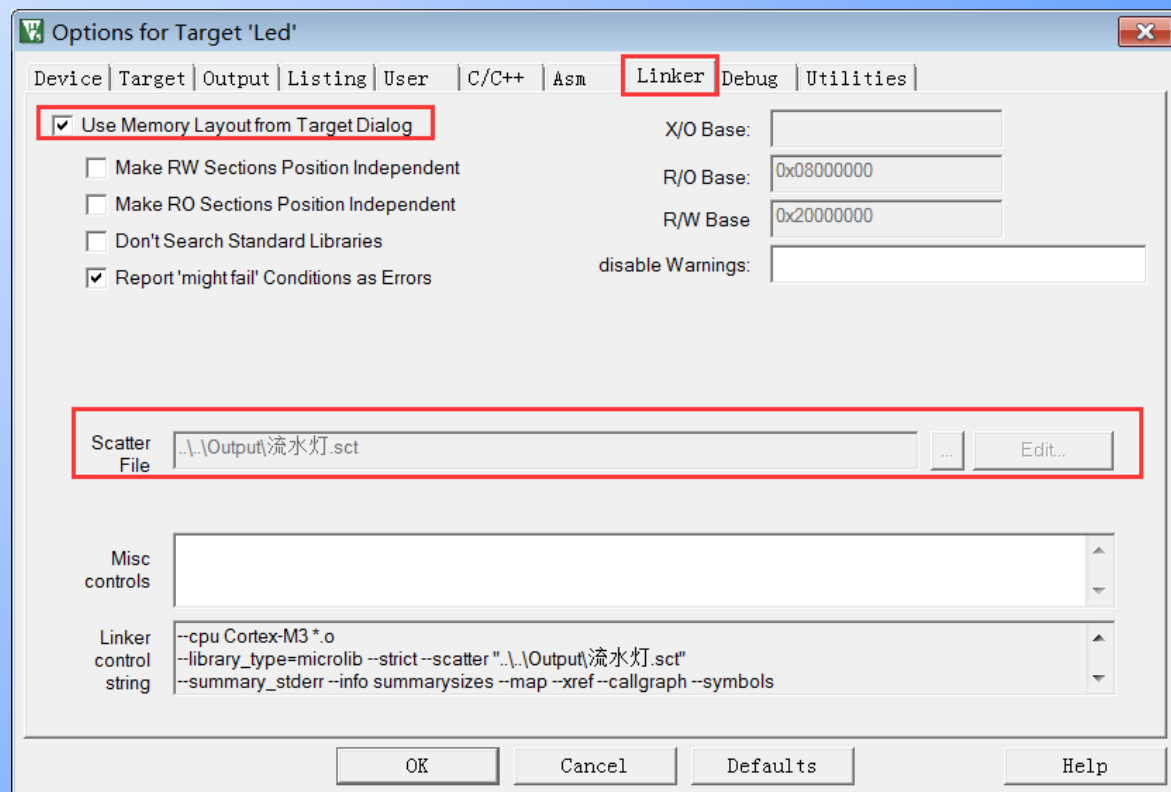 Options for Target 'Led'
Device Target Output Listing User C/C++ Asm Linker Debug Utilities
Use Memory Layout from Target Dialog
Make RW Sections Position Independent
Make RO Sections Position Independent
Don't Search Standard Libraries
Report 'might fail' Conditions as Errors
X/O Base:
R/O Base: 0x08000000
R/W Base 0x20000000
disable Warnings:
Scatter
File
..\..\Output\流水灯.sct
...
Edit...
Misc
controls
Linker
control
string
--cpu Cortex-M3 *.o
--library_type=microlib --strict --scatter "..\..\Output\流水灯.sct"
--summary_stderr --info summarysizes --map --xref --callgraph --symbols
OK Cancel Defaults Help